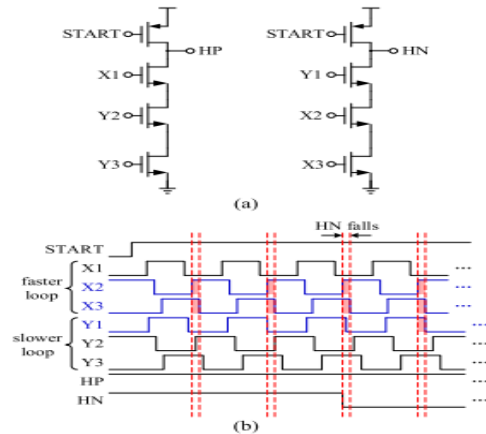 START
HP
X1
Y2
Y3
START
HN
Y1
X2
X3
(a)
HN falls
START
X1
faster
loop
X2
X3
Y1
slower
loop
Y2
Y3
HP
HN
(b)